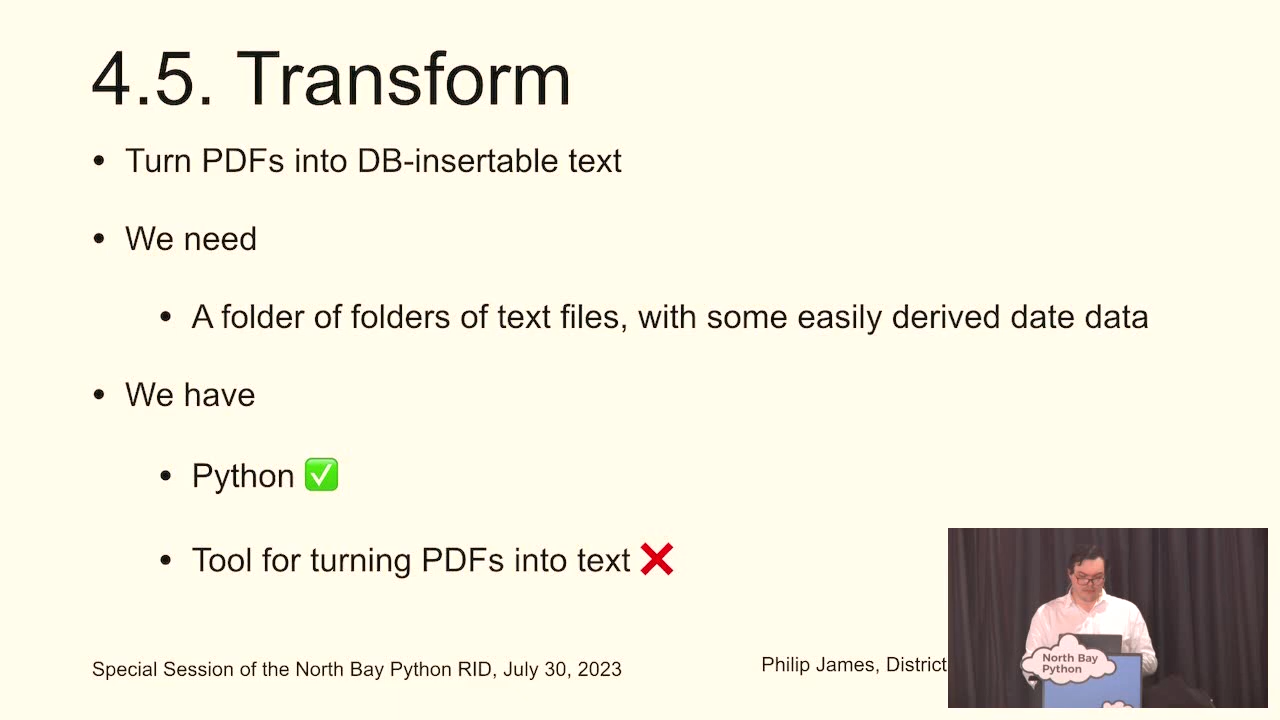 4.5. Transform
• Turn PDFs into DB-insertable text
• We need
• A folder of folders of text files, with some easily derived date data
• We have
• Python ✅
• Tool for turning PDFs into text ❌
Special Session of the North Bay Python RID, July 30, 2023
Philip James, District
North Bay
Python